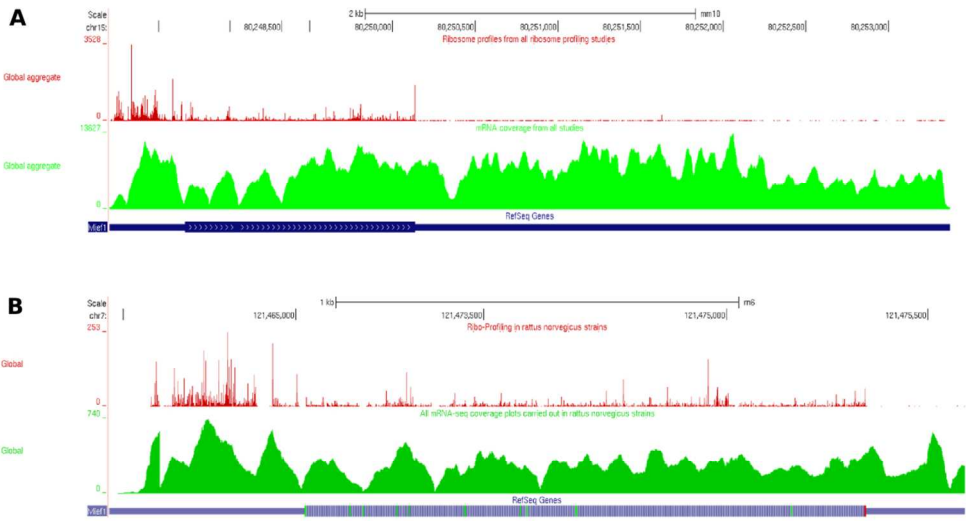 A
Scale 2 kb mm10
chr15: 80,248,500 80,250,000 80,250,500 80,251,000 80,251,500 80,252,000 80,252,500 80,253,000
Ribosome profiles from all ribosome profiling studies
3528
Global aggregate
0
mRNA coverage from all studies
13627
Global aggregate
0
RefSeq Genes
Mief1
B
Scale 1 kb rn6
chr7: 121,465,000 121,473,500 121,475,000 121,475,500
Ribo-Profiling in rattus norvegicus strains
253
Global
0
All mRNA-seq coverage plots carried out in rattus norvegicus strains
740
Global
0
RefSeq Genes
Mief1